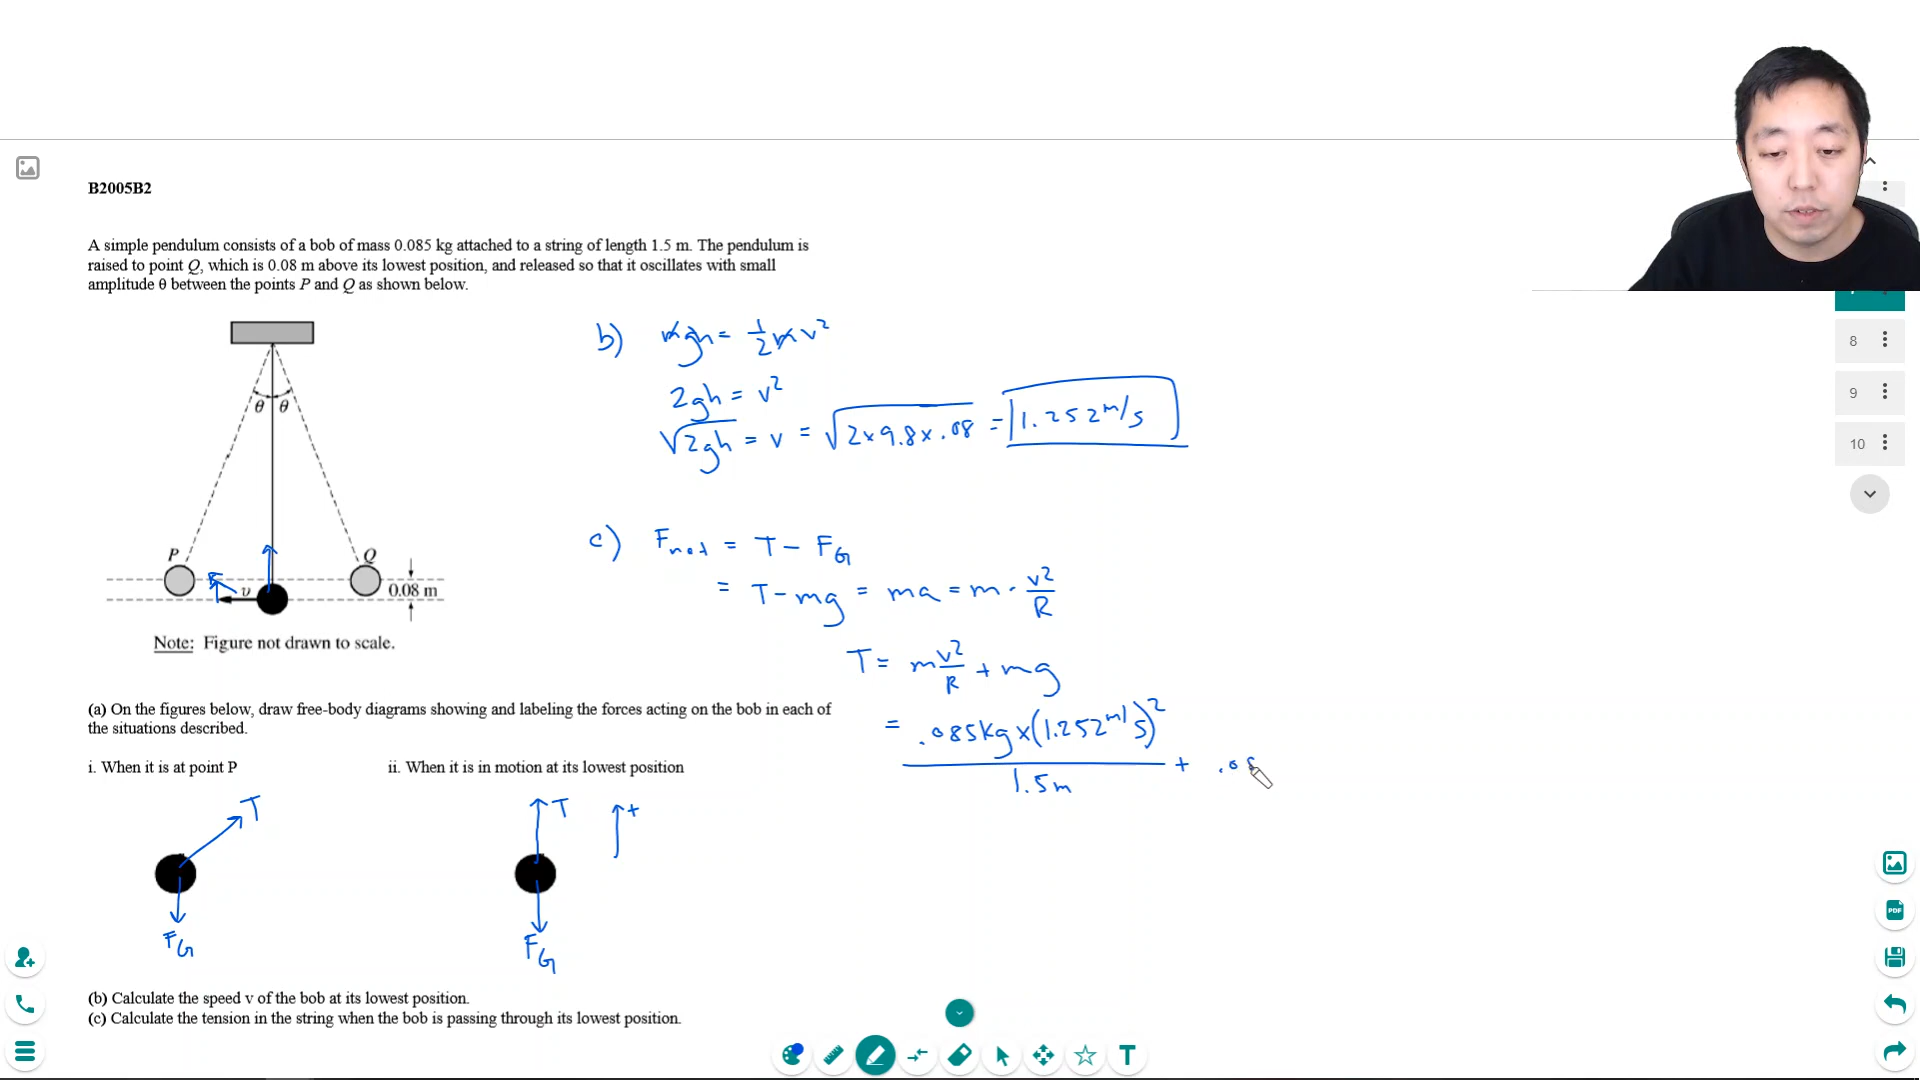 B2005B2
A simple pendulum consists of a bob of mass 0.085 kg attached to a string of length 1.5 m. The pendulum is
raised to point Q, which is 0.08 m above its lowest position, and released so that it oscillates with small
amplitude θ between the points P and Q as shown below.
θ θ
P
Q
v
0.08 m
Note: Figure not drawn to scale.
b) mgh = 1/2 mv²
2gh = v²
√2gh = v = √2x9.8x.08 = 1.252 m/s
c) Fnet = T - FG
= T - mg = ma = m · v²/R
T = m v²/R + mg
= .085kg x (1.252 m/s)² / 1.5m + .08
(a) On the figures below, draw free-body diagrams showing and labeling the forces acting on the bob in each of
the situations described.
i. When it is at point P
ii. When it is in motion at its lowest position
T
FG
T
+
FG
(b) Calculate the speed v of the bob at its lowest position.
(c) Calculate the tension in the string when the bob is passing through its lowest position.
8
9
10
PDF
T